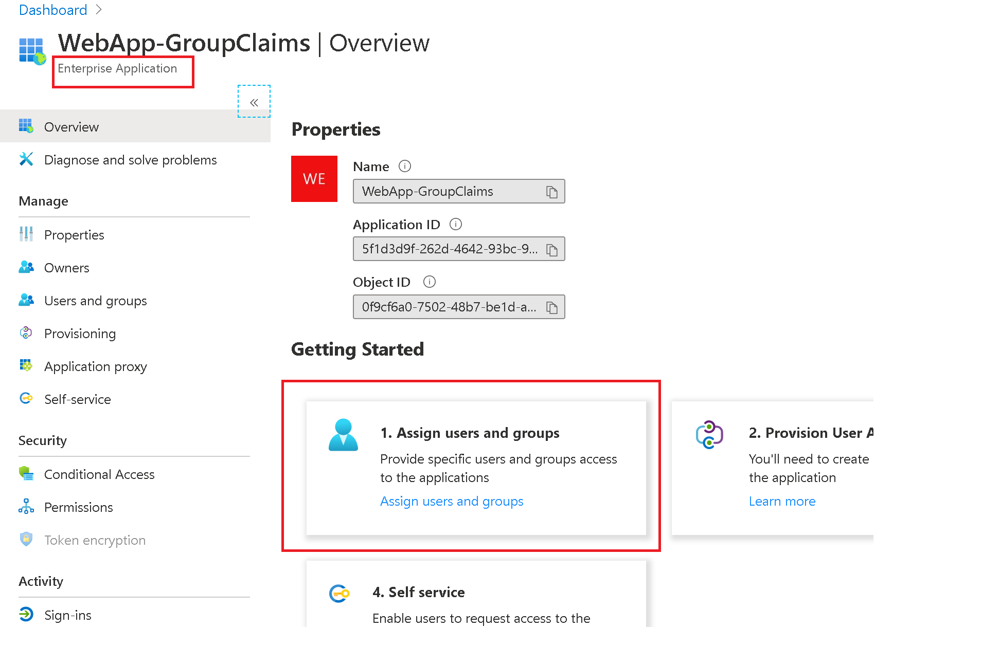 Dashboard
WebApp-GroupClaims | Overview
Enterprise Application
«
Overview
Diagnose and solve problems
Manage
Properties
Owners
Users and groups
Provisioning
Application proxy
Self-service
Security
Conditional Access
Permissions
Token encryption
Activity
Sign-ins
Properties
WE
Name
WebApp-GroupClaims
Application ID
5f1d3d9f-262d-4642-93bc-9...
Object ID
0f9cf6a0-7502-48b7-be1d-a...
Getting Started
1. Assign users and groups
Provide specific users and groups access
to the applications
Assign users and groups
2. Provision User A
You'll need to create
the application
Learn more
4. Self service
Enable users to request access to the